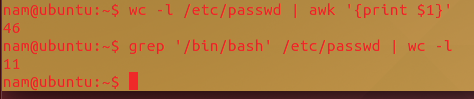 nam@ubuntu:~$ wc -l /etc/passwd | awk '{print $1}'
46
nam@ubuntu:~$ grep '/bin/bash' /etc/passwd | wc -l
11
nam@ubuntu:~$